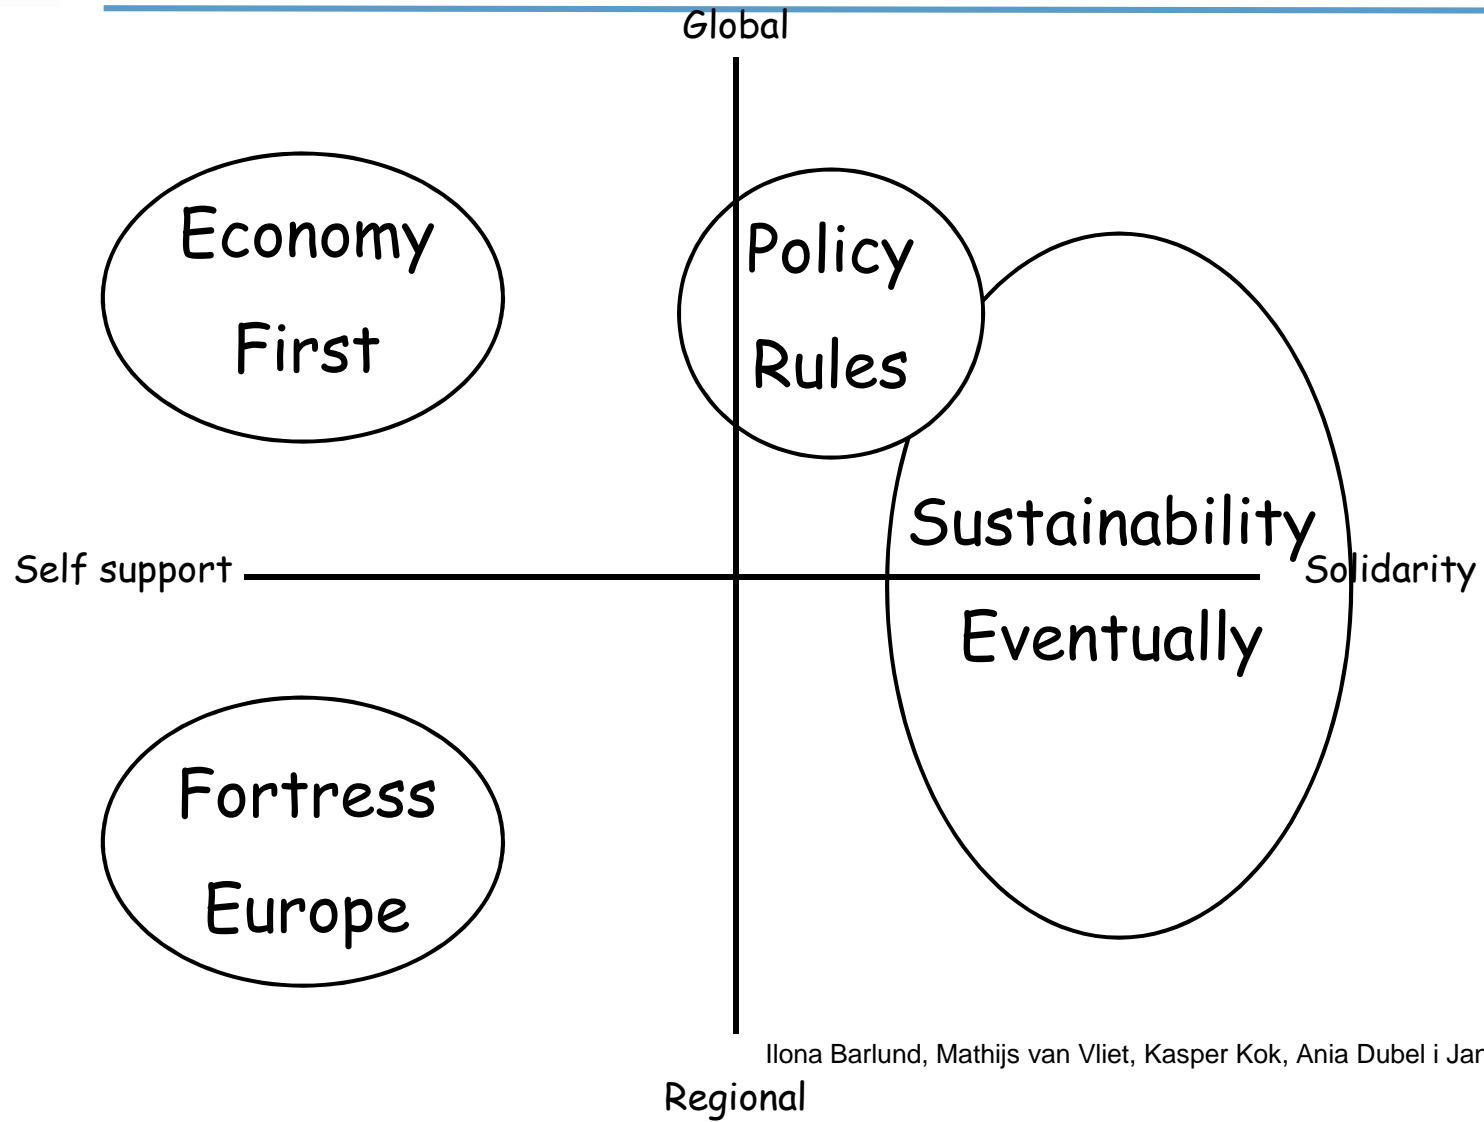 Global
Economy
First
Policy
Rules
Sustainability
Eventually
Self support
Solidarity
Fortress
Europe
Ilona Barlund, Mathijs van Vliet, Kasper Kok, Ania Dubel i
Regional